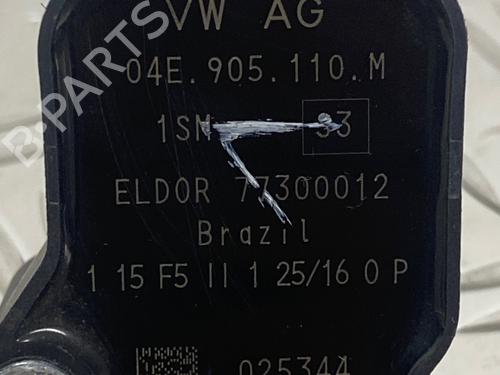 VW AG
04E.905.110.M
1SM 33
ELDOR 77300012
Brazil
1 15 F5 II 1 25/16 0 P
025344
B-PARTS